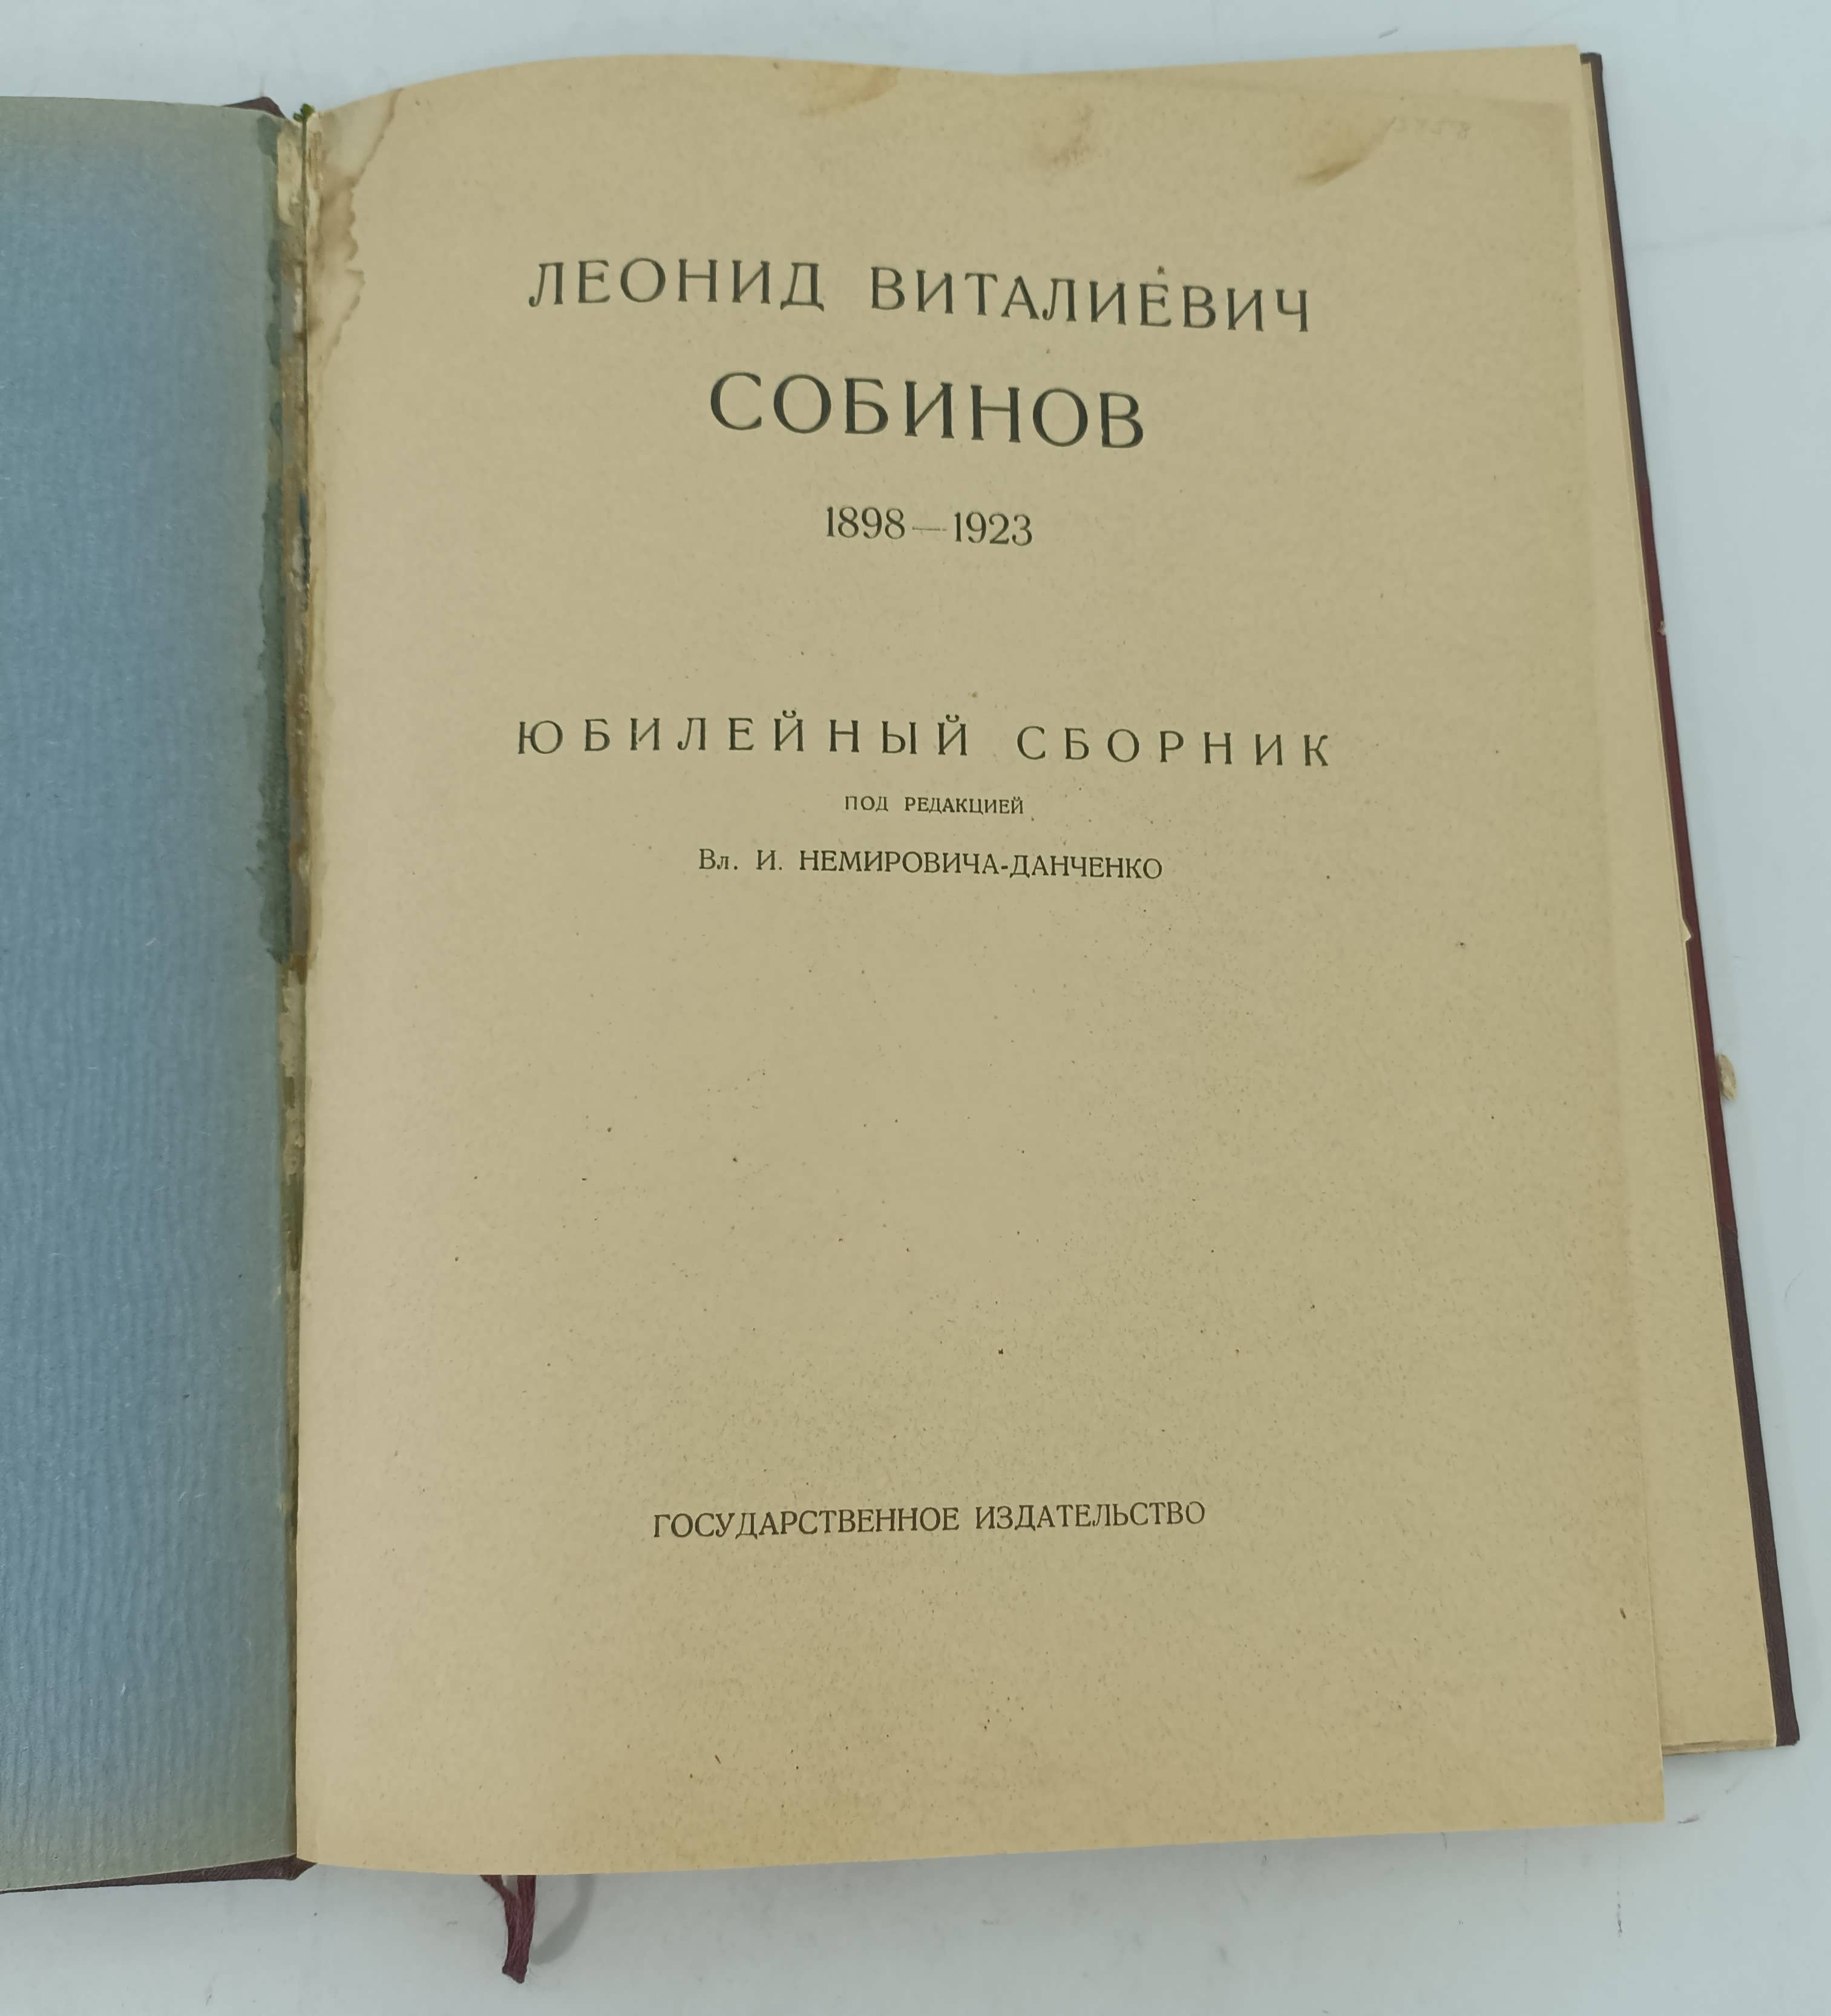 ЛЕОНИД ВИТАЛИЕВИЧ
СОБИНОВ
1898—1923
ЮБИЛЕЙНЫЙ СБОРНИК
ПОД РЕДАКЦИЕЙ
Вл. И. НЕМИРОВИЧА-ДАНЧЕНКО
ГОСУДАРСТВЕННОЕ ИЗДАТЕЛЬСТВО